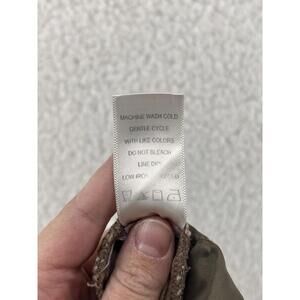 MACHINE WASH COLD
GENTLE CYCLE
WITH LIKE COLORS
DO NOT BLEACH
LINE DRY
LOW IRON